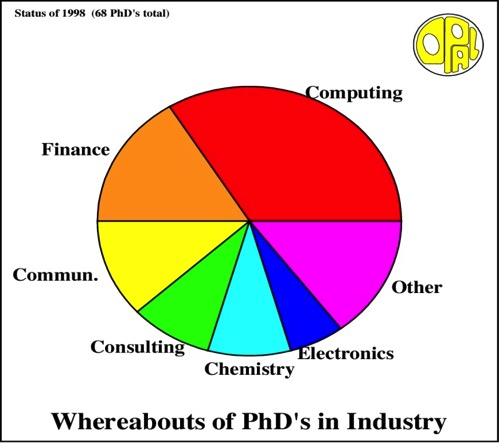 Status of 1998 (68 PhD's total)
OPAL
Computing
Finance
Commun.
Other
Consulting
Electronics
Chemistry
Whereabouts of PhD's in Industry